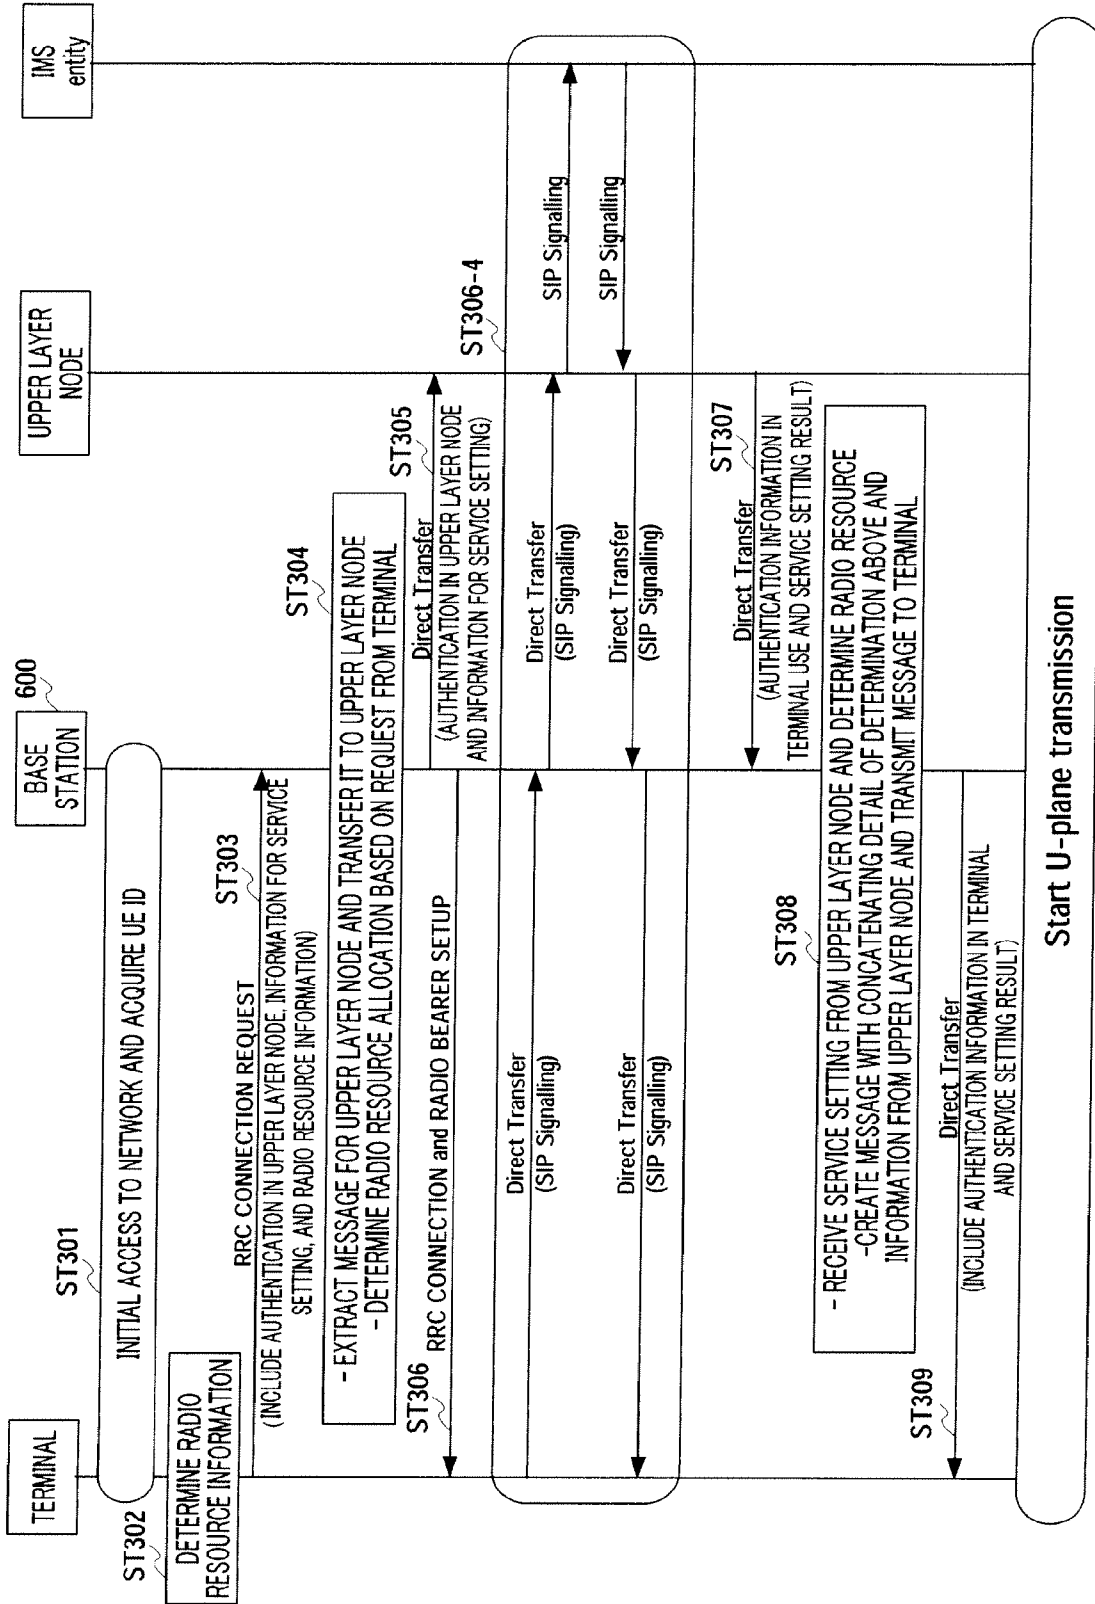 TERMINAL
BASE
STATION
600
UPPER LAYER
NODE
IMS
entity
ST301
INITIAL ACCESS TO NETWORK AND ACQUIRE UE ID
ST302
DETERMINE RADIO
RESOURCE INFORMATION
RRC CONNECTION REQUEST
ST303
(INCLUDE AUTHENTICATION IN UPPER LAYER NODE, INFORMATION FOR SERVICE
SETTING, AND RADIO RESOURCE INFORMATION)
ST304
- EXTRACT MESSAGE FOR UPPER LAYER NODE AND TRANSFER IT TO UPPER LAYER NODE
- DETERMINE RADIO RESOURCE ALLOCATION BASED ON REQUEST FROM TERMINAL
Direct Transfer
ST305
(AUTHENTICATION IN UPPER LAYER NODE
AND INFORMATION FOR SERVICE SETTING)
ST306
RRC CONNECTION and RADIO BEARER SETUP
ST306-4
Direct Transfer
(SIP Signalling)
Direct Transfer
(SIP Signalling)
SIP Signalling
SIP Signalling
Direct Transfer
(SIP Signalling)
Direct Transfer
(SIP Signalling)
Direct Transfer
ST307
(AUTHENTICATION INFORMATION IN
TERMINAL USE AND SERVICE SETTING RESULT)
ST308
- RECEIVE SERVICE SETTING FROM UPPER LAYER NODE AND DETERMINE RADIO RESOURCE
-CREATE MESSAGE WITH CONCATENATING DETAIL OF DETERMINATION ABOVE AND
INFORMATION FROM UPPER LAYER NODE AND TRANSMIT MESSAGE TO TERMINAL
ST309
Direct Transfer
(INCLUDE AUTHENTICATION INFORMATION IN TERMINAL
AND SERVICE SETTING RESULT)
Start U-plane transmission